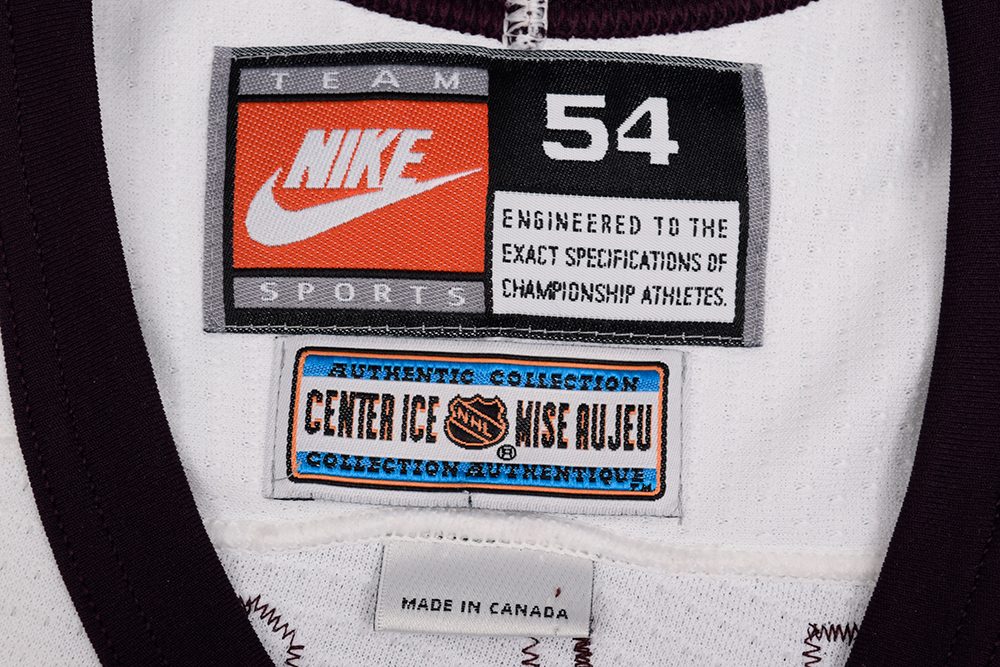 TEAM
NIKE
SPORTS
54
ENGINEERED TO THE
EXACT SPECIFICATIONS OF
CHAMPIONSHIP ATHLETES.
AUTHENTIC COLLECTION
CENTER ICE NHL ® MISE AU JEU
COLLECTION AUTHENTIQUE™
MADE IN CANADA